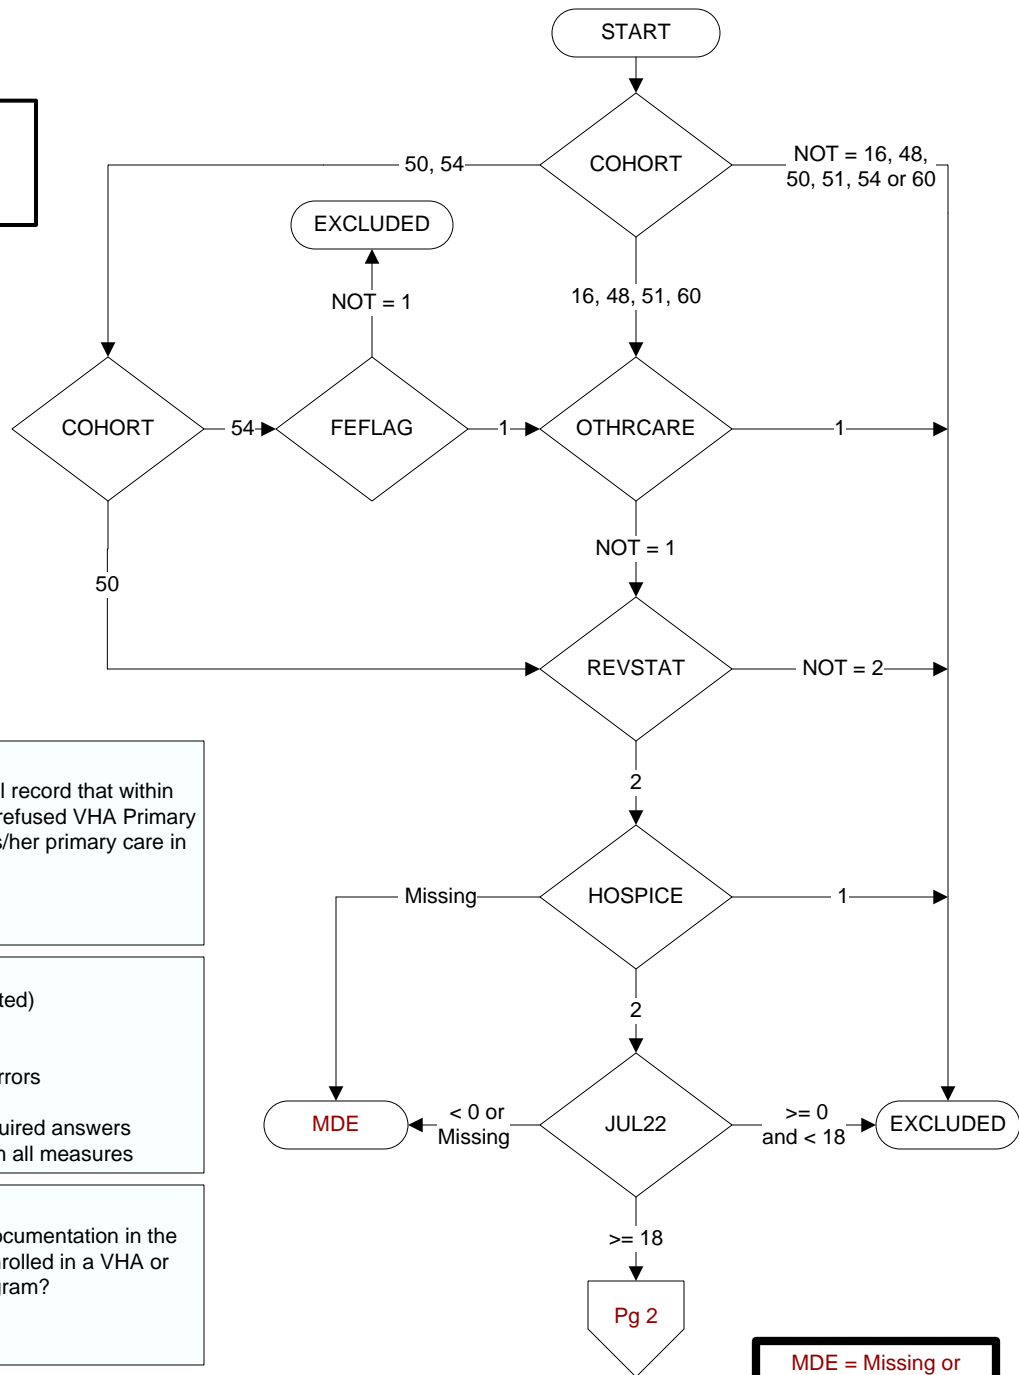 START
COHORT
50, 54
NOT = 16, 48,
50, 51, 54 or 60
EXCLUDED
NOT = 1
16, 48, 51, 60
COHORT
54
FEFLAG
1
OTHRCARE
1
NOT = 1
50
REVSTAT
NOT = 2
2
l record that within
refused VHA Primary
s/her primary care in
Missing
HOSPICE
1
2
ted)
rrors
uired answers
n all measures
MDE
< 0 or
Missing
JUL22
>= 0
and < 18
EXCLUDED
>= 18
ocumentation in the
nrolled in a VHA or
gram?
Pg 2
MDE = Missing or